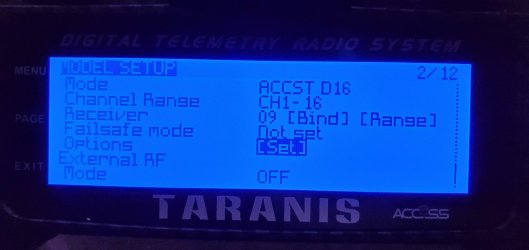 DIGITAL TELEMETRY RADIO SYSTEM
MENU
PAGE
EXIT
MODEL SETUP 2/12
Mode ACCST D16
Channel Range CH1-16
Receiver 09 [Bind] [Range]
Failsafe mode Not set
Options [Set]
External RF
Mode OFF
TARANIS ACCESS